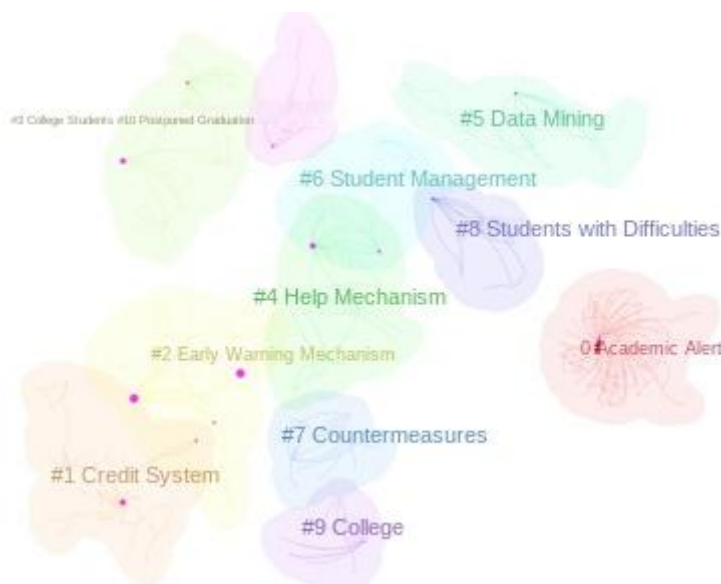 #3 College Students #10 Postponed Graduation
#5 Data Mining
#6 Student Management
#8 Students with Difficulties
#4 Help Mechanism
0 Academic Alert
#2 Early Warning Mechanism
#7 Countermeasures
#1 Credit System
#9 College